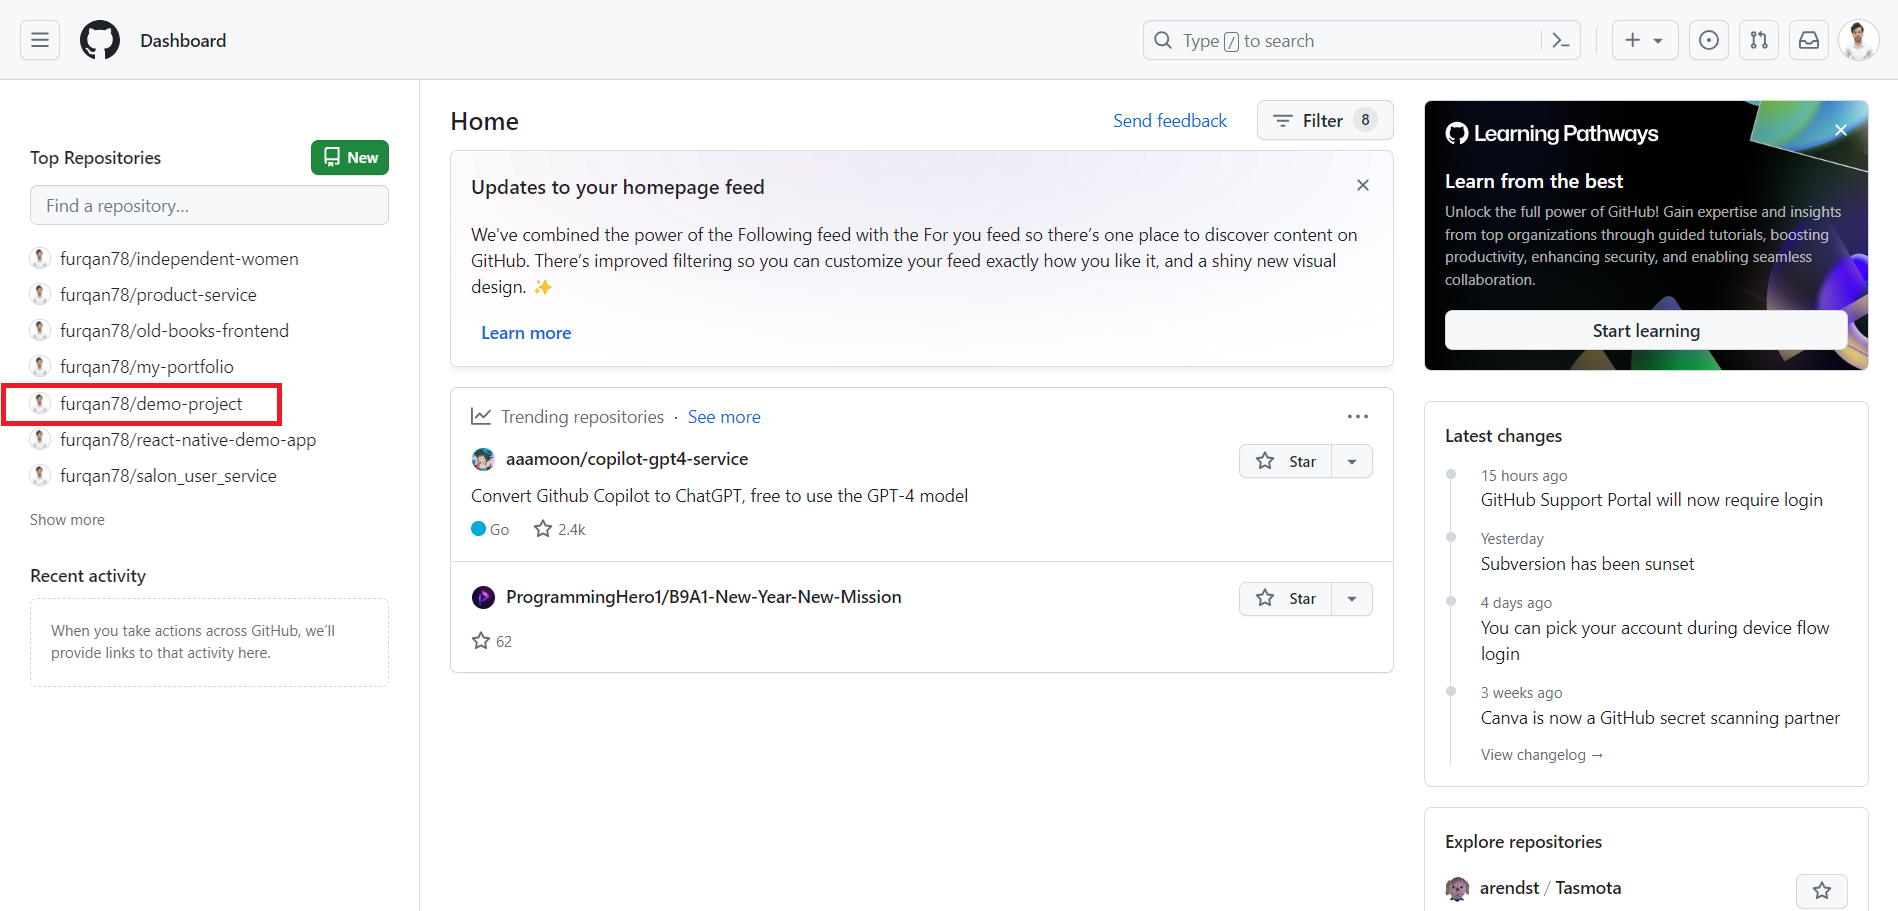 Dashboard
Type / to search
Top Repositories
New
Find a repository...
furqan78/independent-women
furqan78/product-service
furqan78/old-books-frontend
furqan78/my-portfolio
furqan78/demo-project
furqan78/react-native-demo-app
furqan78/salon_user_service
Show more
Recent activity
When you take actions across GitHub, we'll
provide links to that activity here.
Home
Send feedback
Filter 8
Updates to your homepage feed
We've combined the power of the Following feed with the For you feed so there's one place to discover content on
GitHub. There's improved filtering so you can customize your feed exactly how you like it, and a shiny new visual
design. ✨
Learn more
Trending repositories · See more
aaamoon/copilot-gpt4-service
Star
Convert Github Copilot to ChatGPT, free to use the GPT-4 model
Go 2.4k
ProgrammingHero1/B9A1-New-Year-New-Mission
Star
62
Learning Pathways
Learn from the best
Unlock the full power of GitHub! Gain expertise and insights
from top organizations through guided tutorials, boosting
productivity, enhancing security, and enabling seamless
collaboration.
Start learning
Latest changes
15 hours ago
GitHub Support Portal will now require login
Yesterday
Subversion has been sunset
4 days ago
You can pick your account during device flow
login
3 weeks ago
Canva is now a GitHub secret scanning partner
View changelog →
Explore repositories
arendst / Tasmota